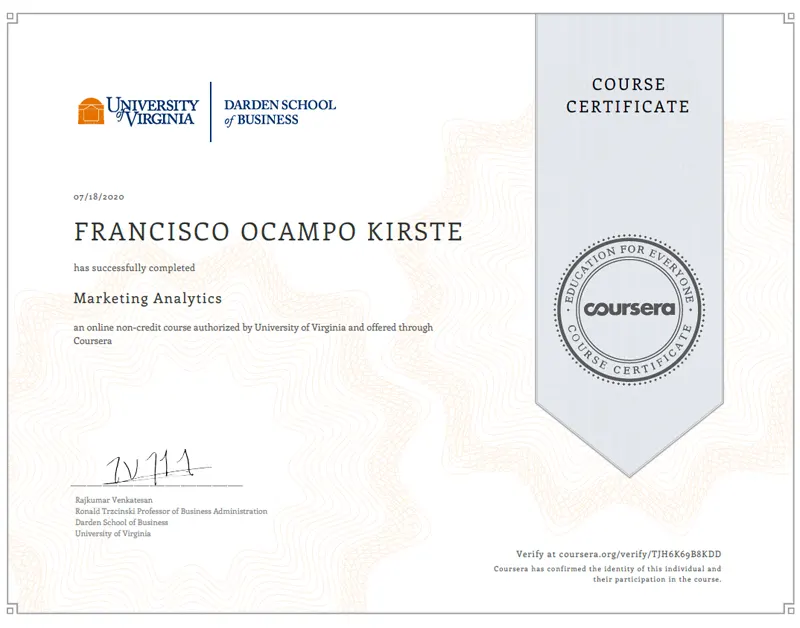 UNIVERSITY
of VIRGINIA
DARDEN SCHOOL
of BUSINESS
COURSE
CERTIFICATE
07/18/2020
FRANCISCO OCAMPO KIRSTE
has successfully completed
Marketing Analytics
an online non-credit course authorized by University of Virginia and offered through
Coursera
EDUCATION FOR EVERYONE
coursera
COURSE CERTIFICATE
Rajkumar Venkatesan
Ronald Trzcinski Professor of Business Administration
Darden School of Business
University of Virginia
Verify at coursera.org/verify/TJH6K69B8KDD
Coursera has confirmed the identity of this individual and
their participation in the course.